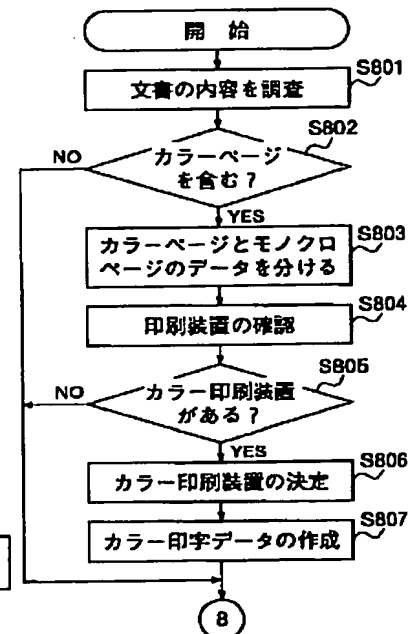 開始
S801
文書の内容を調査
S802
NO
カラーページ
を含む?
YES
S803
カラーページとモノクロ
ページのデータを分ける
S804
印刷装置の確認
S805
NO
カラー印刷装置
がある?
YES
S806
カラー印刷装置の決定
S807
カラー印字データの作成
8